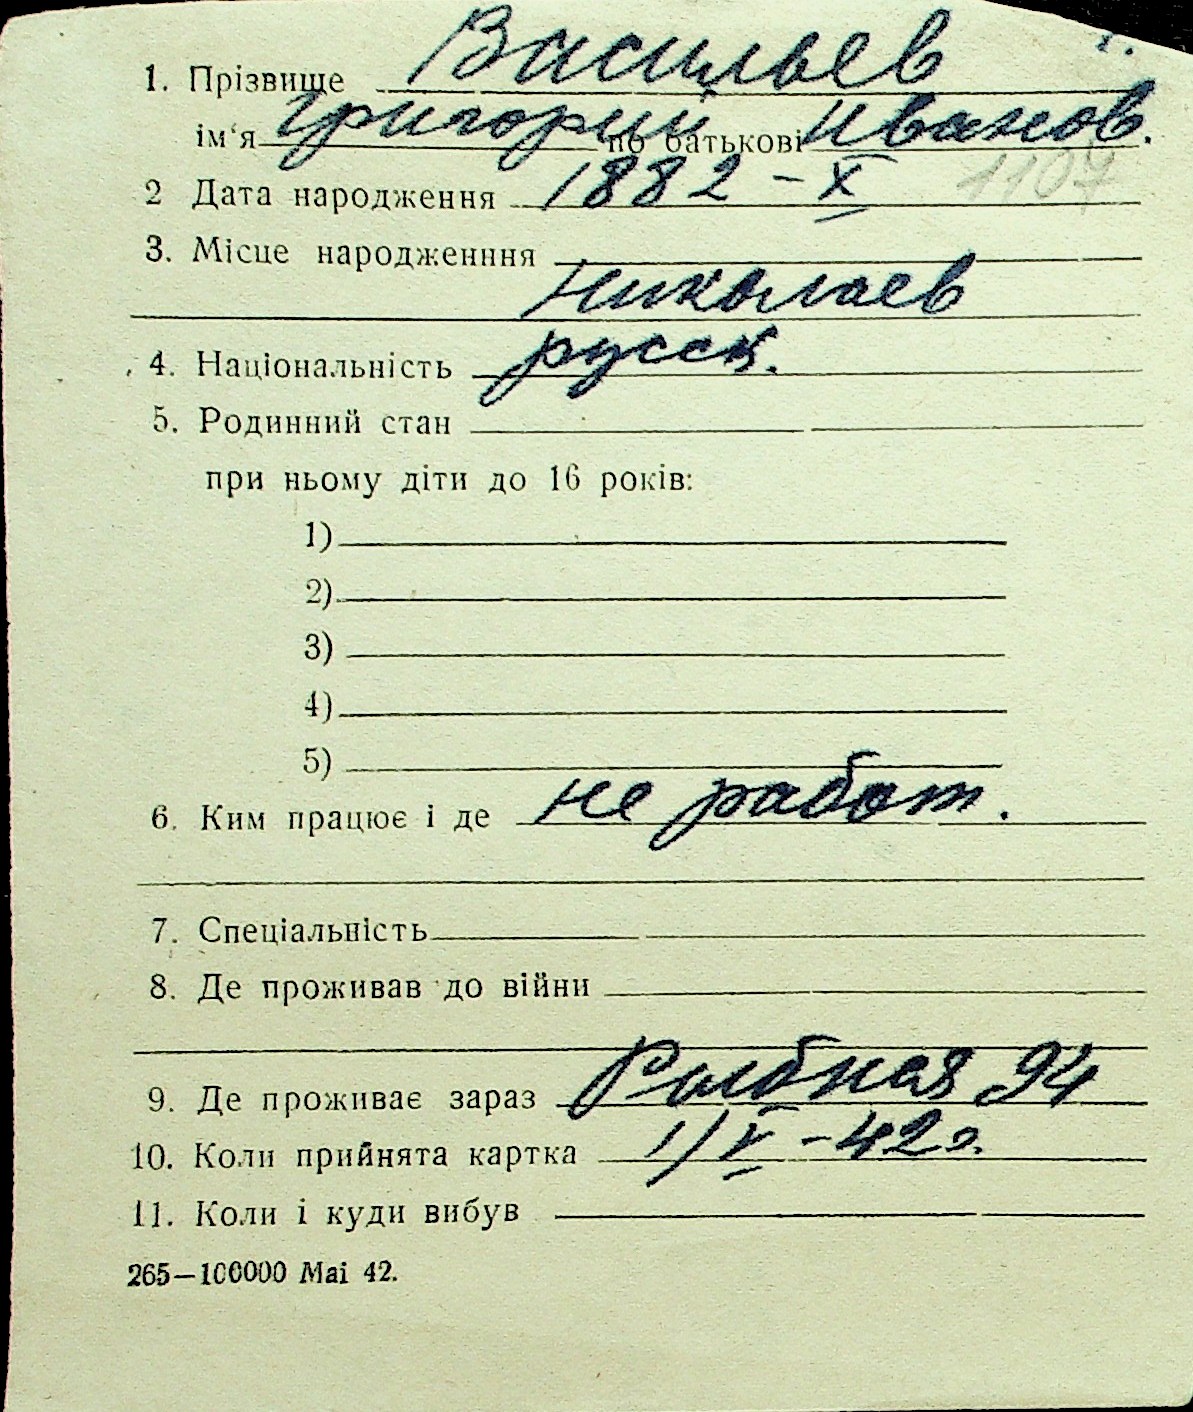 1. Прізвище Васильев
ім'я Григорий по батькові Иванов.
2 Дата народження 1882 – X 1107
3. Місце народженння
Николаев
4. Національність русск.
5. Родинний стан
при ньому діти до 16 років:
1)
2)
3)
4)
5)
6. Ким працює і де не работ.
7. Спеціальність
8. Де проживав до війни
9. Де проживає зараз Рыбная 94
10. Коли прийнята картка 1/V – 42 г.
11. Коли і куди вибув
265—100000 Mai 42.